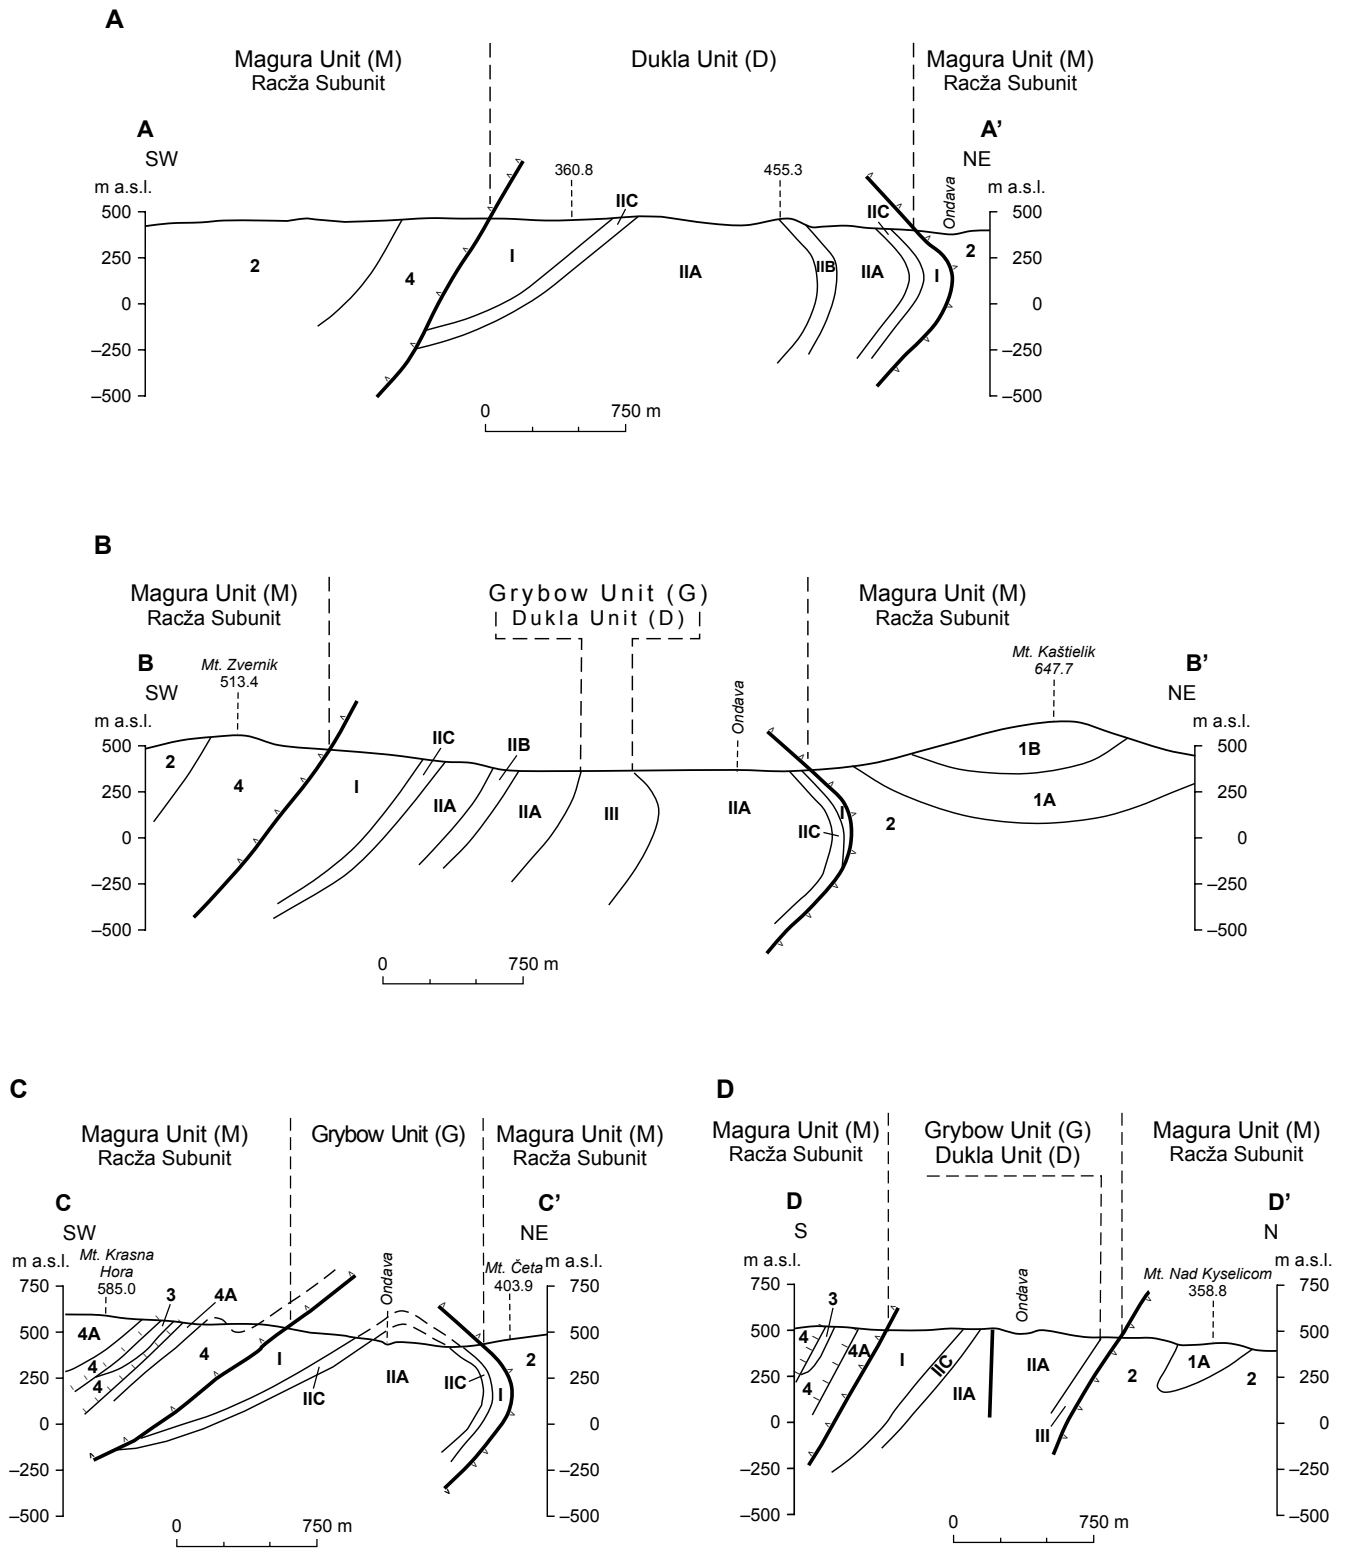 A
Magura Unit (M)
Racža Subunit
Dukla Unit (D)
Magura Unit (M)
Racža Subunit
A
SW
A’
NE
m a.s.l.
m a.s.l.
360.8
455.3
Ondava
IIC
IIC
500
250
0
–250
–500
2
4
I
IIA
IIB
IIA
I
2
500
250
0
–250
–500
0
750 m
B
Magura Unit (M)
Racža Subunit
Grybow Unit (G)
Dukla Unit (D)
Magura Unit (M)
Racža Subunit
B
SW
Mt. Zvernik
513.4
Ondava
Mt. Kaštielik
647.7
B’
NE
m a.s.l.
m a.s.l.
500
250
0
–250
–500
2
4
I
IIC
IIA
IIB
IIA
III
IIA
IIC
I
2
1B
1A
500
250
0
–250
–500
0
750 m
C
Magura Unit (M)
Racža Subunit
Grybow Unit (G)
Magura Unit (M)
Racža Subunit
C
SW
C’
NE
m a.s.l.
Mt. Krasna
Hora
585.0
Ondava
Mt. Četa
403.9
m a.s.l.
750
500
250
0
–250
–500
4A
3
4A
4
4
4
I
IIC
IIA
IIC
I
2
750
500
250
0
–250
–500
0
750 m
D
Magura Unit (M)
Racža Subunit
Grybow Unit (G)
Dukla Unit (D)
Magura Unit (M)
Racža Subunit
D
S
D’
N
m a.s.l.
Ondava
Mt. Nad Kyselicom
358.8
m a.s.l.
750
500
250
0
–250
–500
3
4
4A
4
I
IIC
IIA
IIA
III
2
1A
2
750
500
250
0
–250
–500
0
750 m